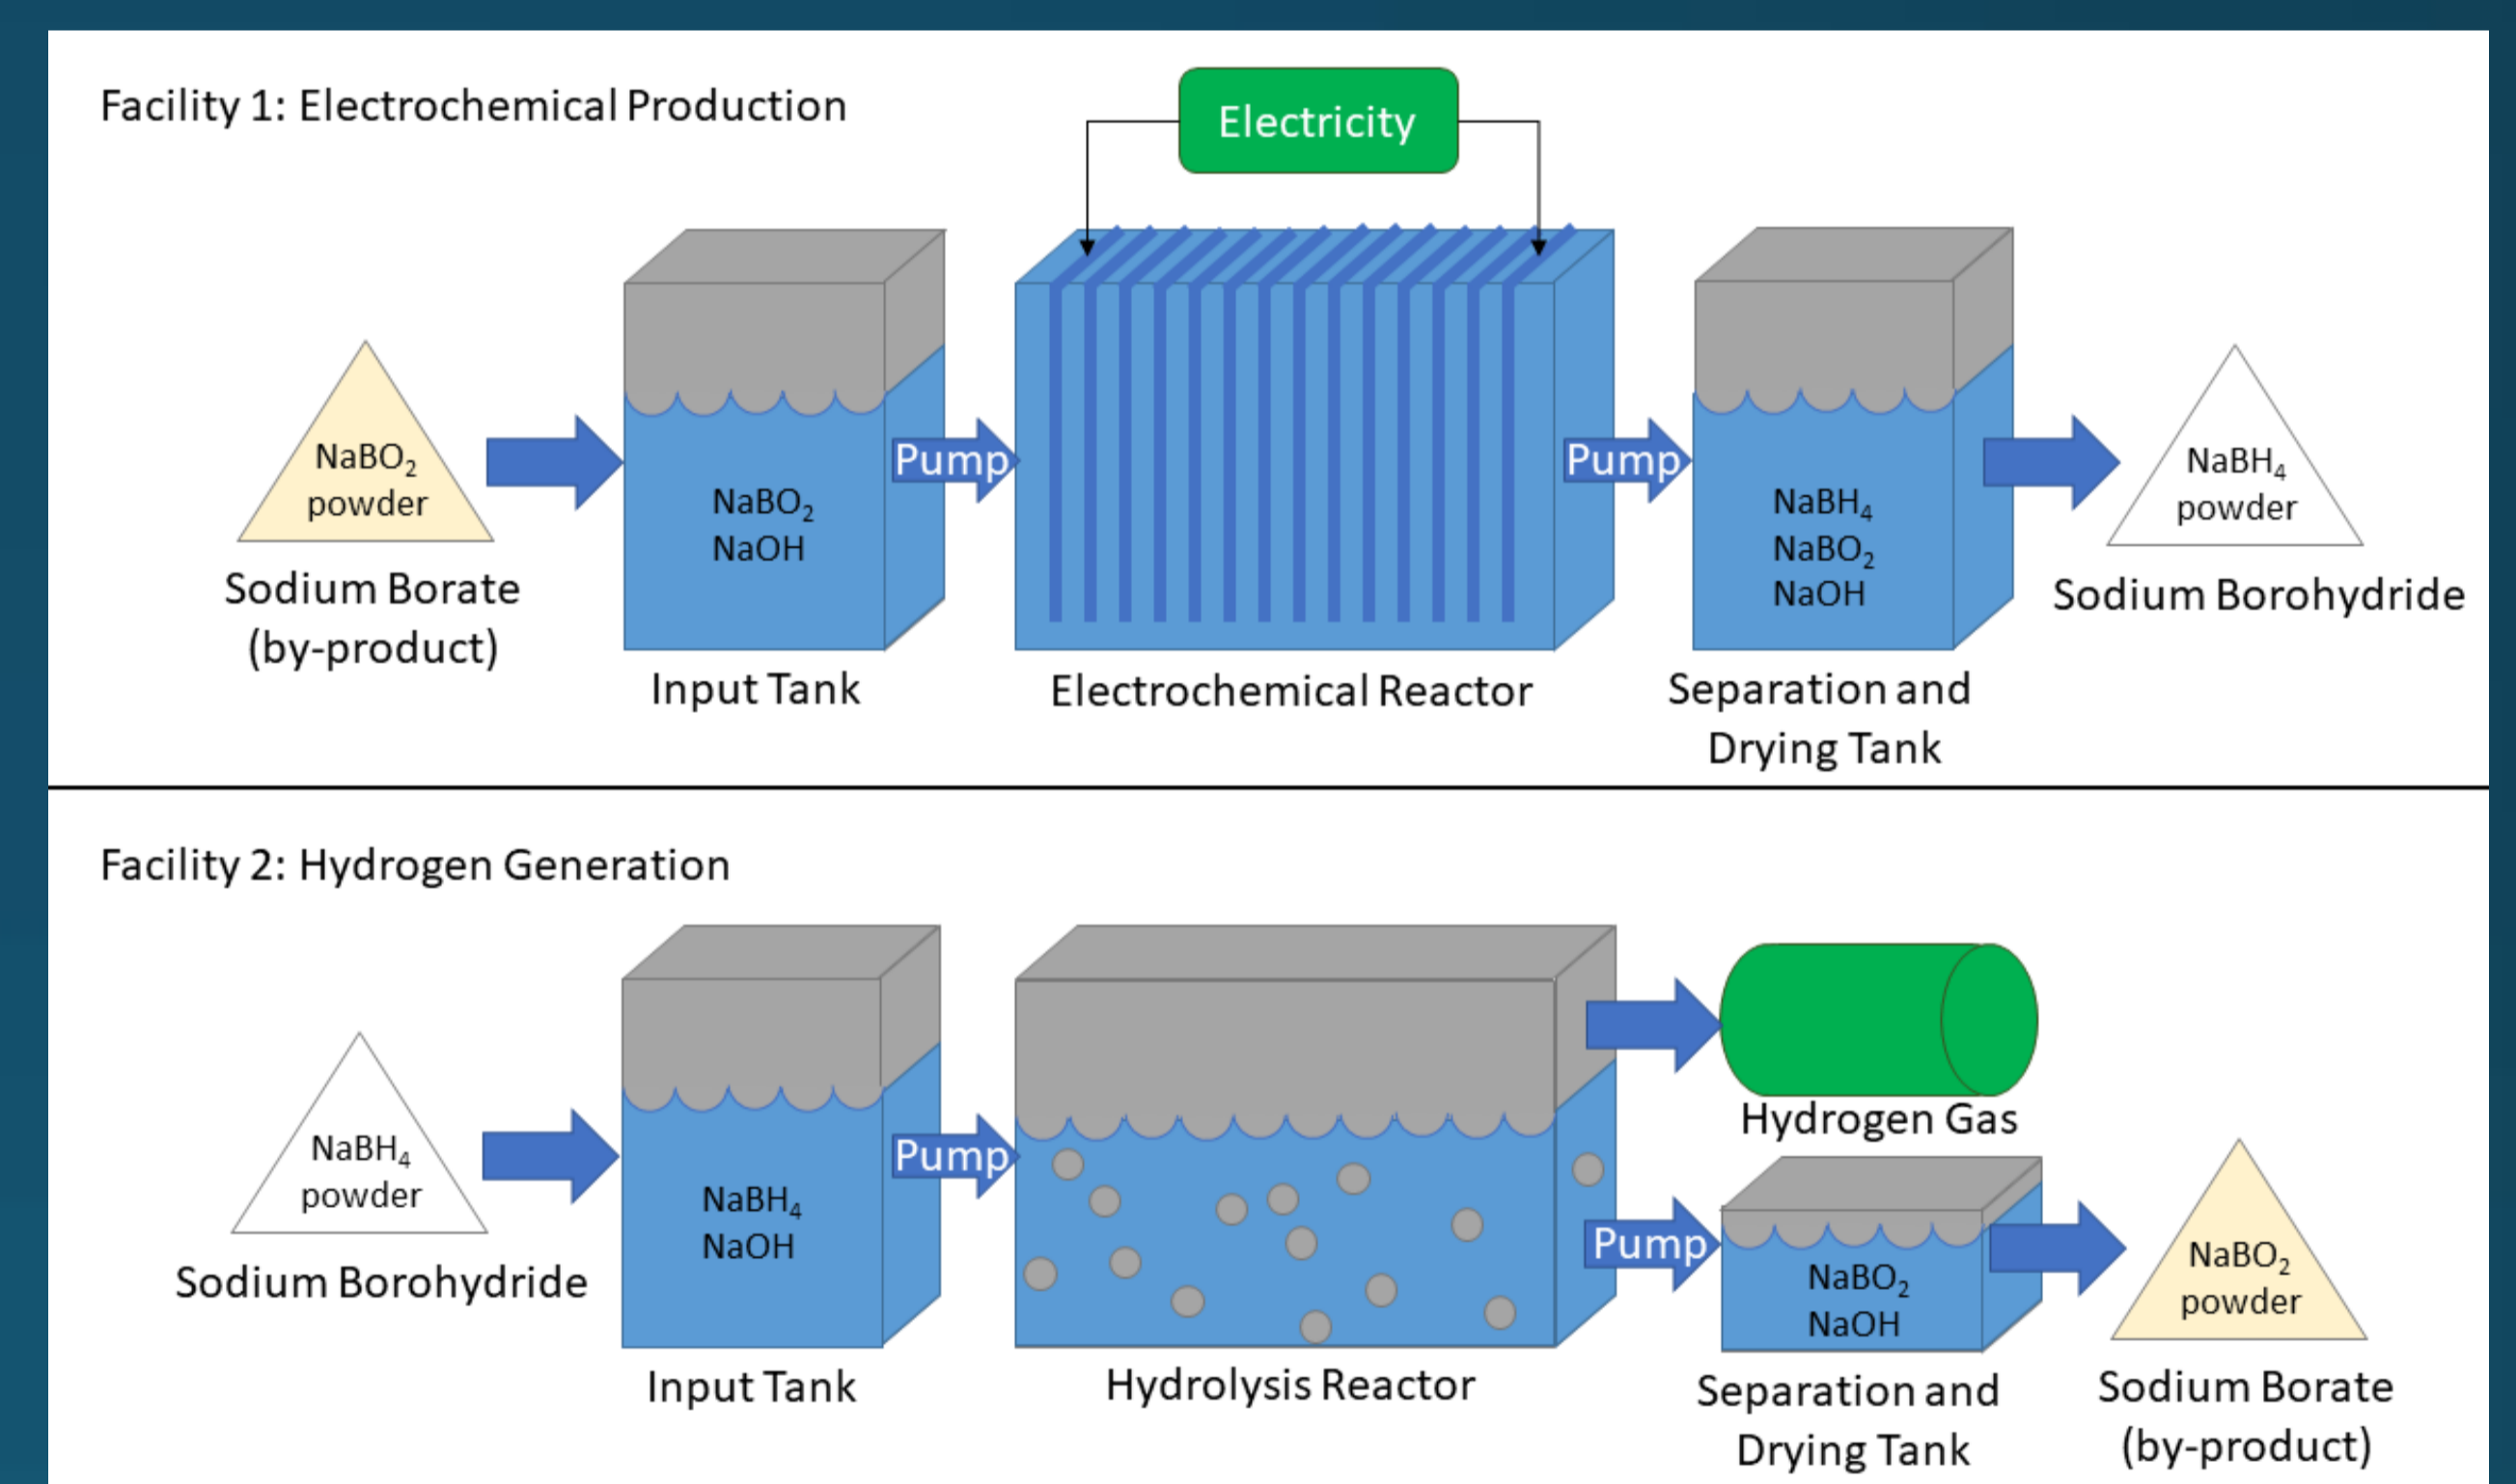 Facility 1: Electrochemical Production
Electricity
NaBO₂
powder
Sodium Borate
(by-product)
NaBO₂
NaOH
Input Tank
Pump
Electrochemical Reactor
Pump
NaBH₄
NaBO₂
NaOH
Separation and
Drying Tank
NaBH₄
powder
Sodium Borohydride
Facility 2: Hydrogen Generation
NaBH₄
powder
Sodium Borohydride
NaBH₄
NaOH
Input Tank
Pump
Hydrolysis Reactor
Hydrogen Gas
Pump
NaBO₂
NaOH
Separation and
Drying Tank
NaBO₂
powder
Sodium Borate
(by-product)